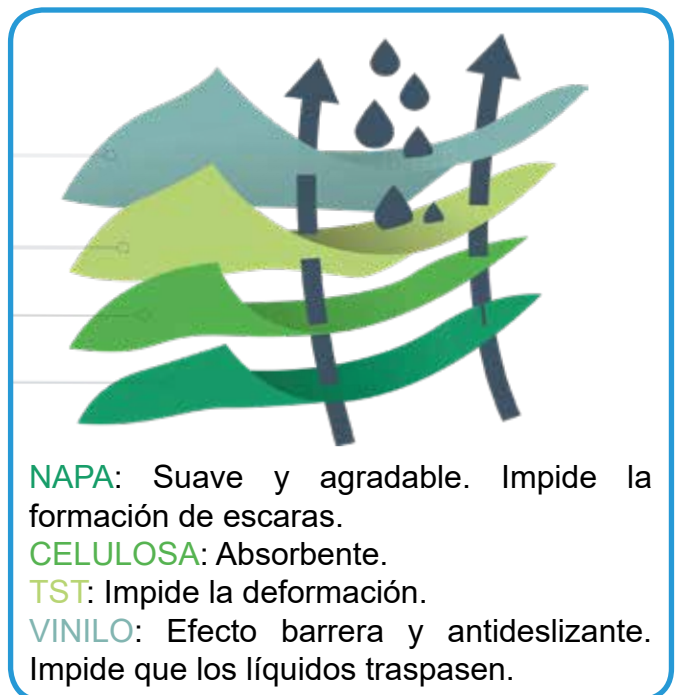 NAPA: Suave y agradable. Impide la
formación de escaras.
CELULOSA: Absorbente.
TST: Impide la deformación.
VINILO: Efecto barrera y antideslizante.
Impide que los líquidos traspasen.